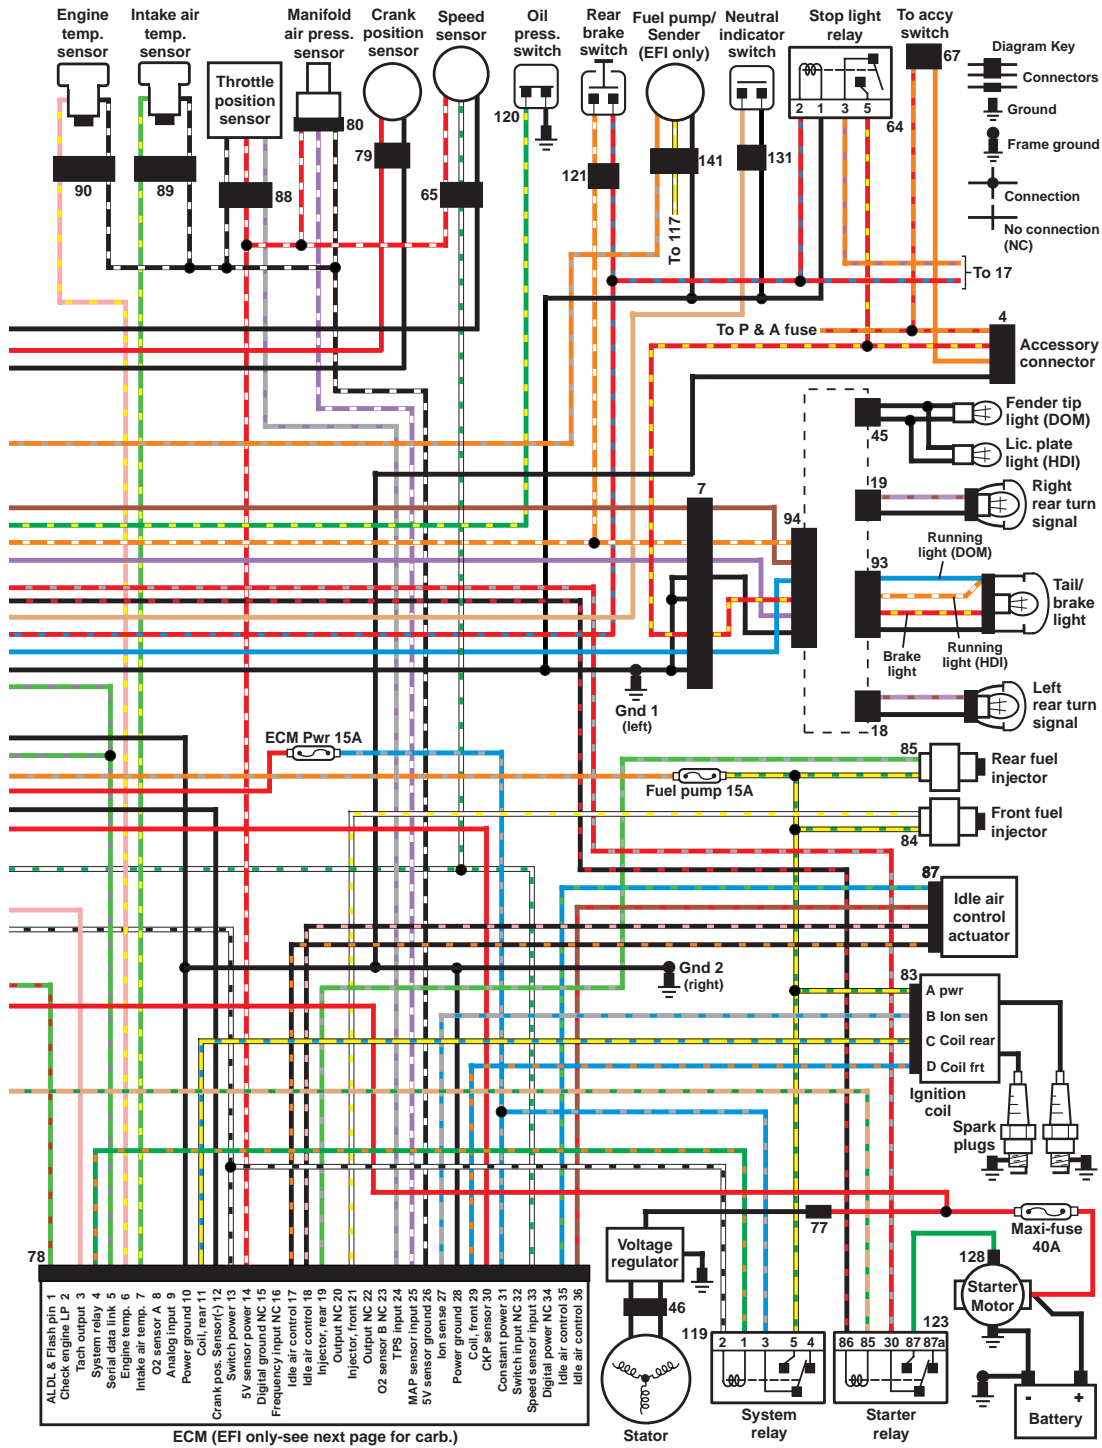 Engine
temp.
sensor
Intake air
temp.
sensor
Manifold
air press.
sensor
Crank
position
sensor
Speed
sensor
Oil
press.
switch
Rear
brake
switch
Fuel pump/
Sender
(EFI only)
Neutral
indicator
switch
Stop light
relay
To accy
switch
67
Diagram Key
Connectors
Ground
Frame ground
Connection
No connection
(NC)
Throttle
position
sensor
80
79
120
2 1 3 5
64
90
89
88
65
121
141
131
To 117
To 17
To P & A fuse
4
Accessory
connector
45
Fender tip
light (DOM)
Lic. plate
light (HDI)
19
Right
rear turn
signal
7
94
93
Running
light (DOM)
Tail/
brake
light
Brake
light
Running
light (HDI)
Gnd 1
(left)
18
Left
rear turn
signal
ECM Pwr 15A
Fuel pump 15A
85
Rear fuel
injector
84
Front fuel
injector
87
Idle air
control
actuator
Gnd 2
(right)
83
A pwr
B Ion sen
C Coil rear
D Coil frt
Ignition
coil
Spark
plugs
77
Maxi-fuse
40A
Voltage
regulator
46
Stator
128
Starter
Motor
119
2 1 3 5 4
System
relay
123
86 85 30 87 87a
Starter
relay
- +
Battery
78
ALDL & Flash pin 1
Check engine LP 2
Tach output 3
System relay 4
Serial data link 5
Engine temp. 6
Intake air temp. 7
O2 sensor A 8
Analog input 9
Power ground 10
Coil, rear 11
Crank pos. Sensor(-) 12
Switch power 13
5V sensor power 14
Digital ground NC 15
Frequency input NC 16
Idle air control 17
Idle air control 18
Injector, rear 19
Output NC 20
Injector, front 21
Output NC 22
O2 sensor B NC 23
TPS input 24
MAP sensor input 25
5V sensor ground 26
Ion sense 27
Power ground 28
Coil, front 29
CKP sensor 30
Constant power 31
Switch input NC 32
Speed sensor input 33
Digital power NC 34
Idle air control 35
Idle air control 36
ECM (EFI only-see next page for carb.)